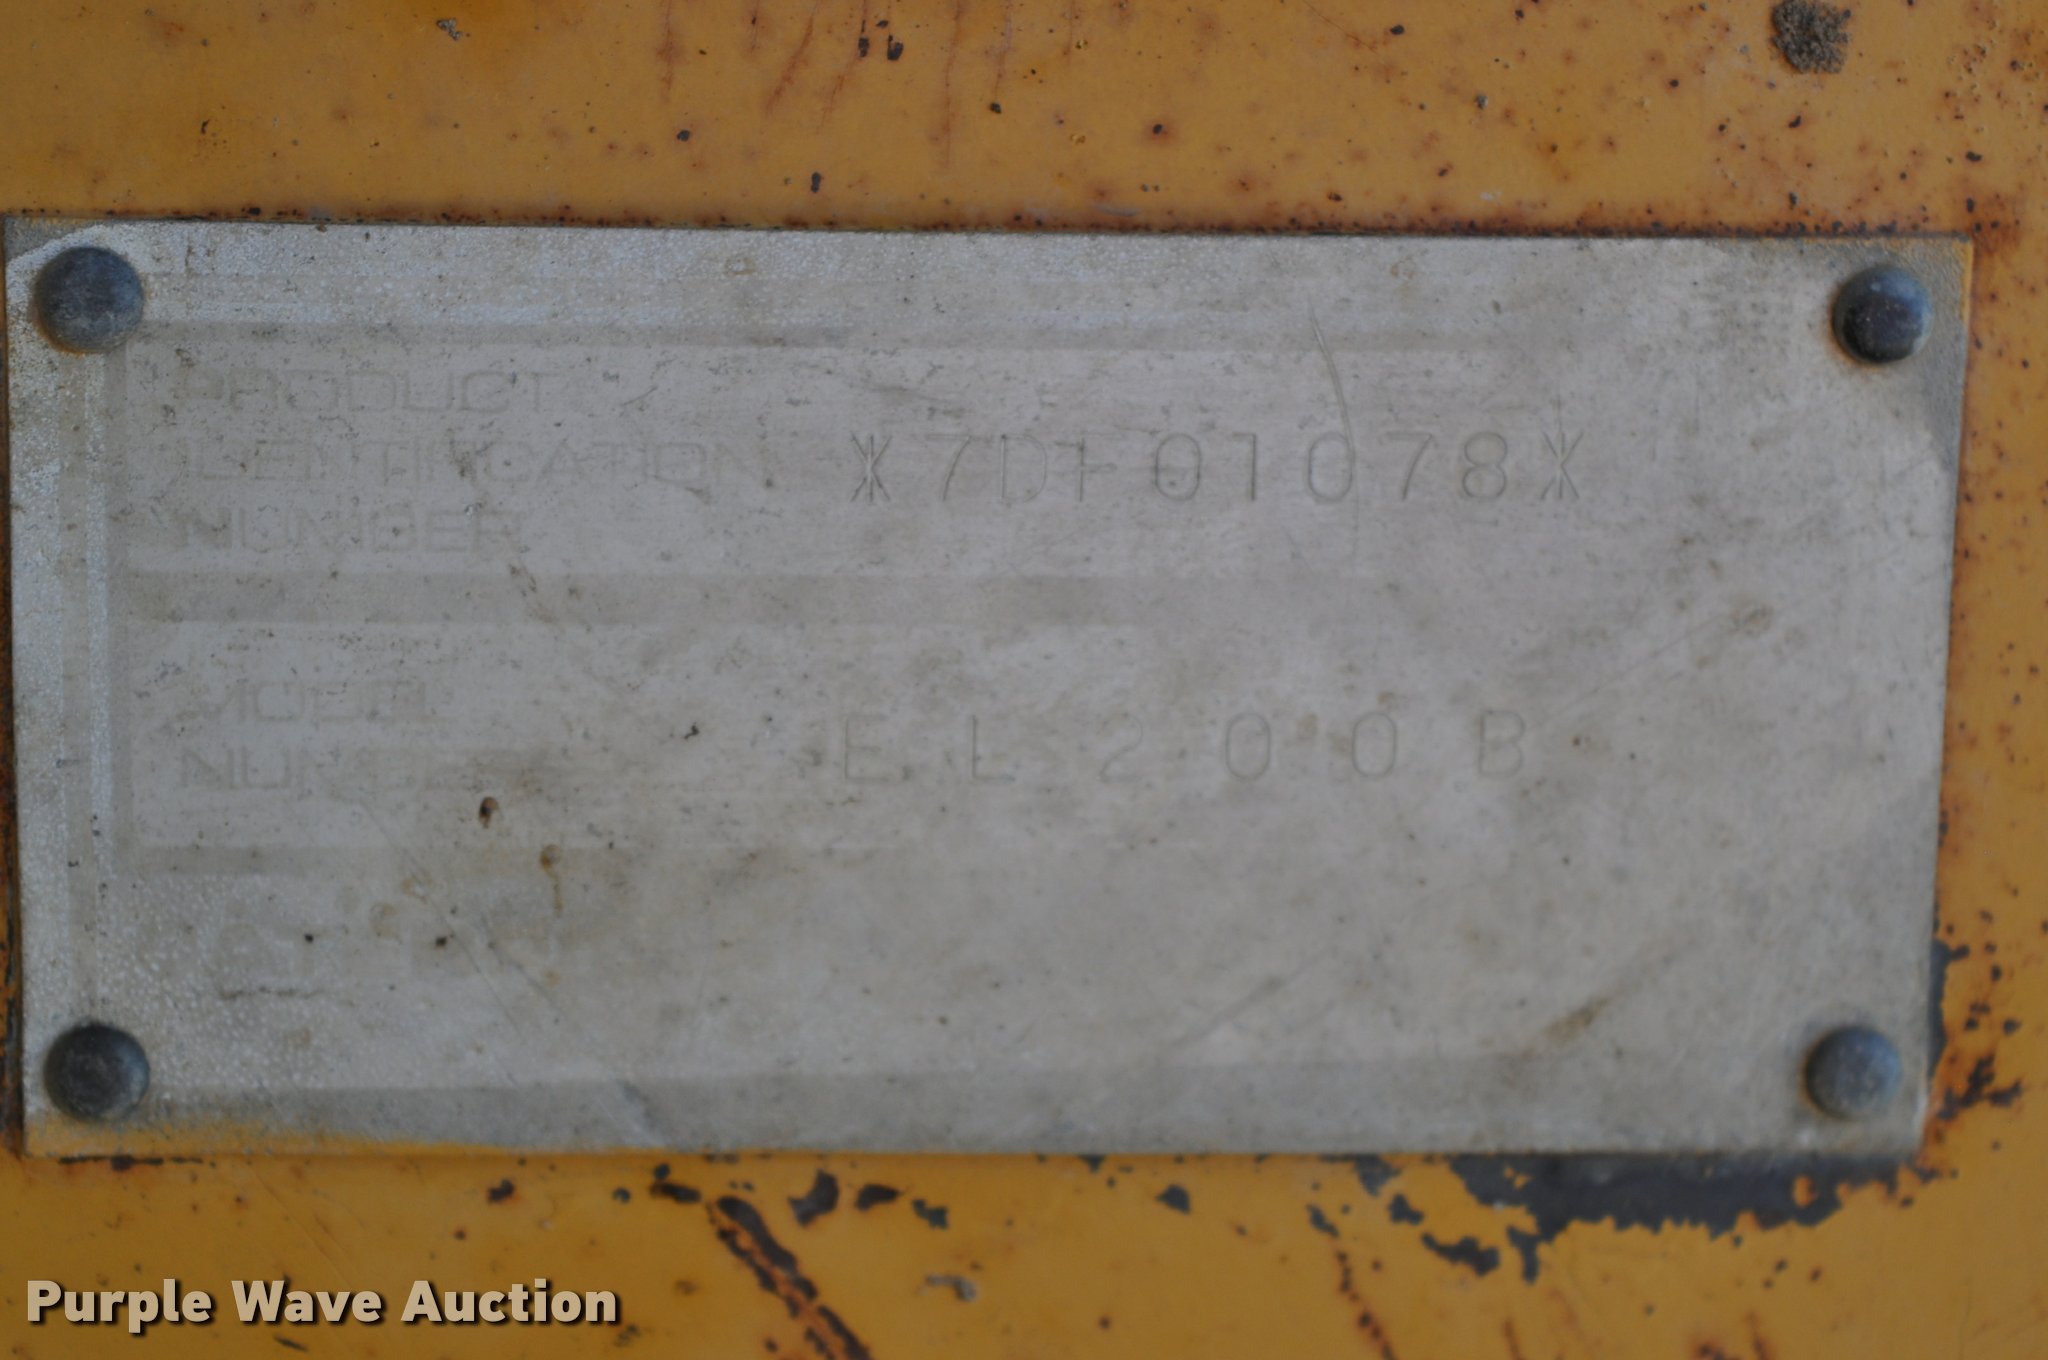 PRODUCT
IDENTIFICATION *7DF01078*
NUMBER
MODEL
NUMBER EL200B
Purple Wave Auction